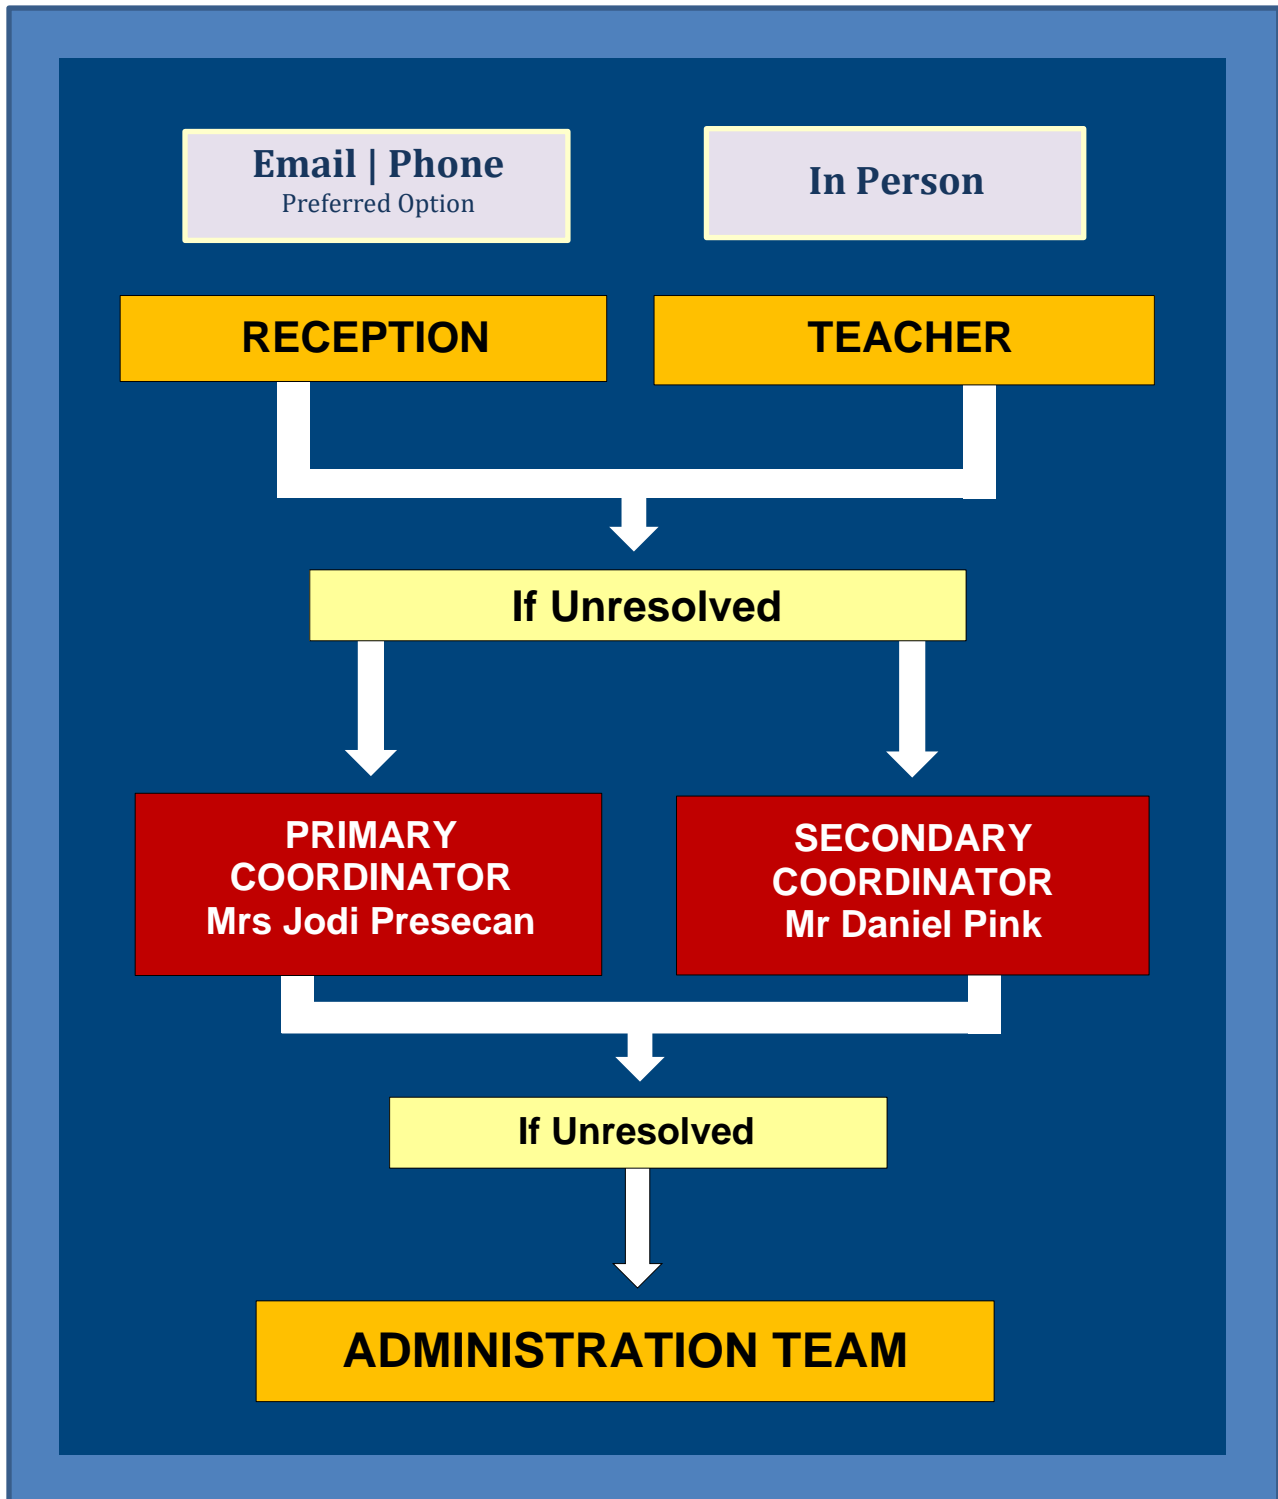 Email | Phone
Preferred Option
In Person
RECEPTION
TEACHER
If Unresolved
PRIMARY
COORDINATOR
Mrs Jodi Presecan
SECONDARY
COORDINATOR
Mr Daniel Pink
If Unresolved
ADMINISTRATION TEAM